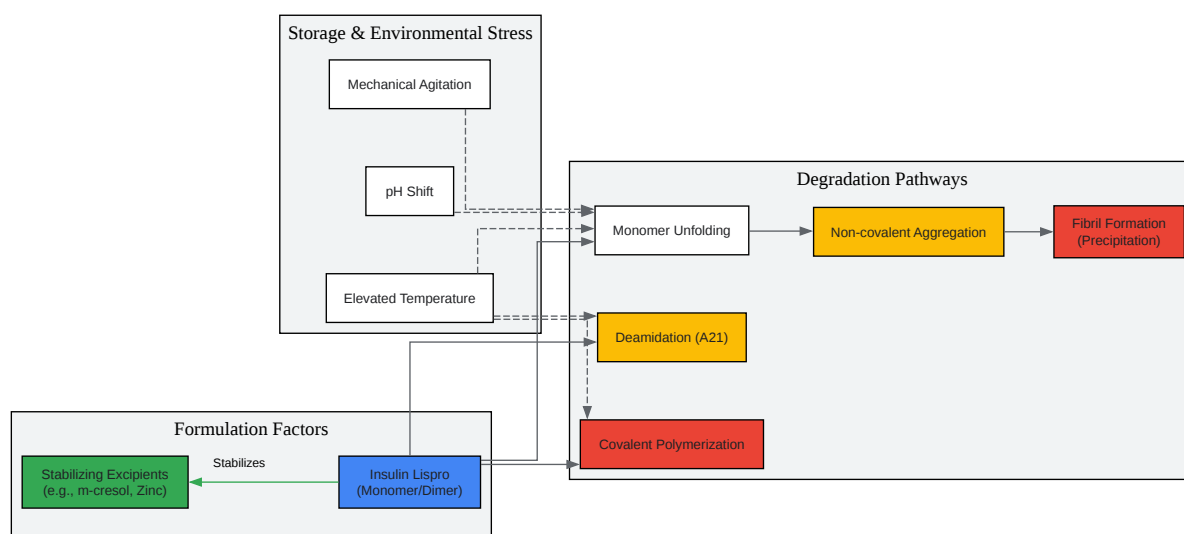 Storage & Environmental Stress
Mechanical Agitation
pH Shift
Elevated Temperature
Degradation Pathways
Monomer Unfolding
Non-covalent Aggregation
Fibril Formation
(Precipitation)
Deamidation (A21)
Covalent Polymerization
Formulation Factors
Stabilizing Excipients
(e.g., m-cresol, Zinc)
Stabilizes
Insulin Lispro
(Monomer/Dimer)